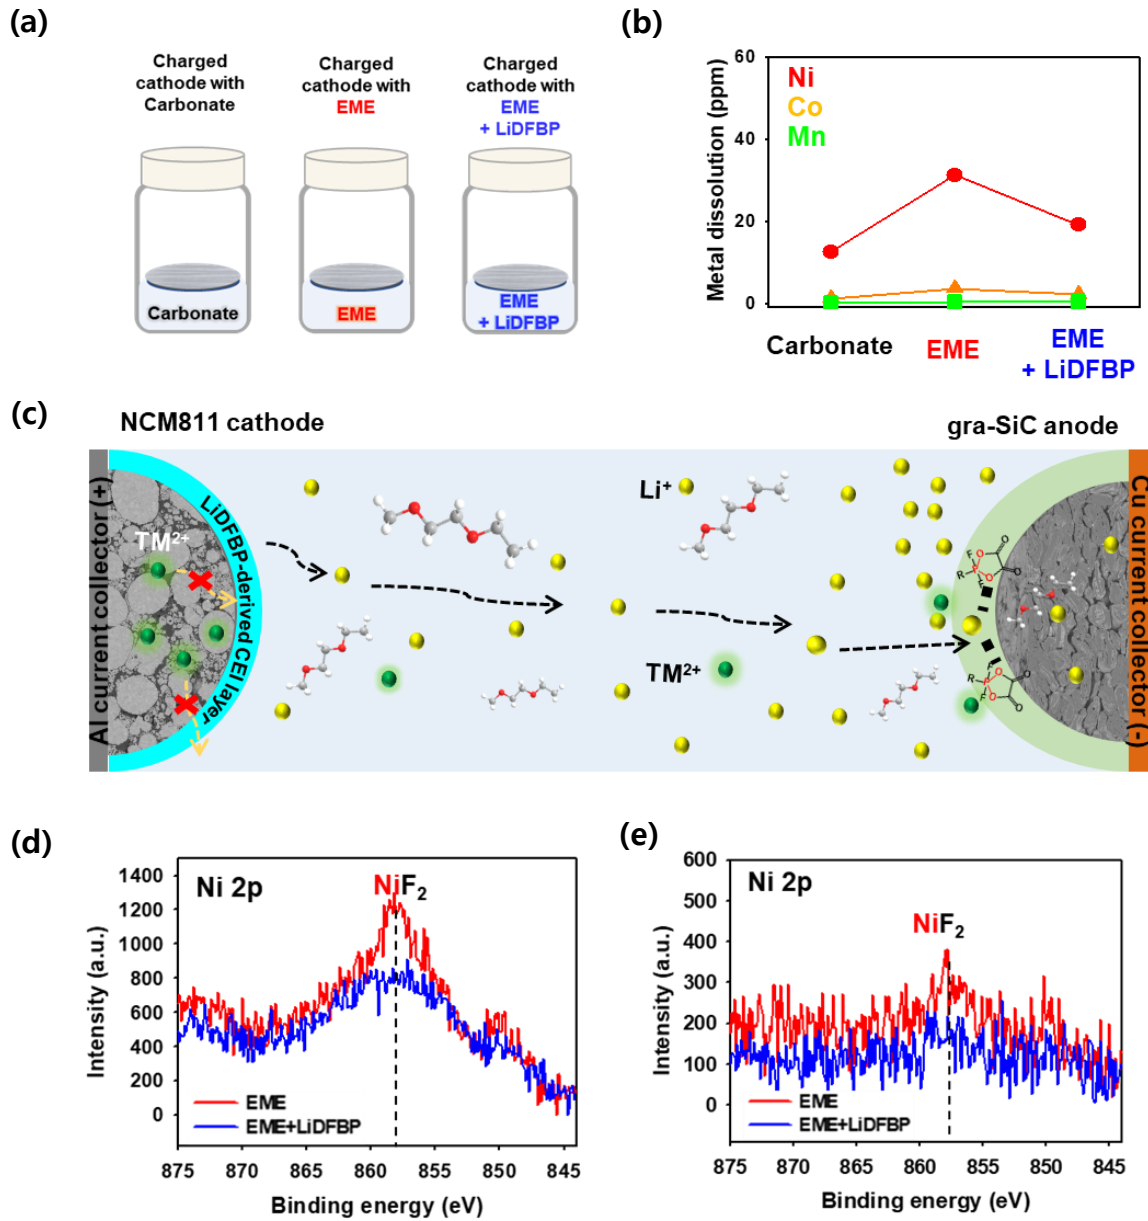 (a)
Charged
cathode with
Carbonate
Charged
cathode with
EME
Charged
cathode with
EME
+ LiDFBP
Carbonate
EME
EME
+ LiDFBP
(b)
Metal dissolution (ppm)
60
40
20
0
Ni
Co
Mn
Carbonate
EME
EME
+ LiDFBP
(c)
NCM811 cathode
gra-SiC anode
Al current collector (+)
LiDFBP-derived CEI layer
TM²⁺
Li⁺
TM²⁺
F
R
P
O
O
O
O
F
R
F
P
O
O
O
O
Cu current collector (-)
(d)
Intensity (a.u.)
1400
1200
1000
800
600
400
200
0
Ni 2p
NiF₂
EME
EME+LiDFBP
875 870 865 860 855 850 845
Binding energy (eV)
(e)
Intensity (a.u.)
600
500
400
300
200
100
0
Ni 2p
NiF₂
EME
EME+LiDFBP
875 870 865 860 855 850 845
Binding energy (eV)